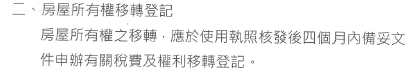 二、房屋所有權移轉登記
房屋所有權之移轉，應於使用執照核發後四個月內備妥文
件申辦有關稅費及權利移轉登記。